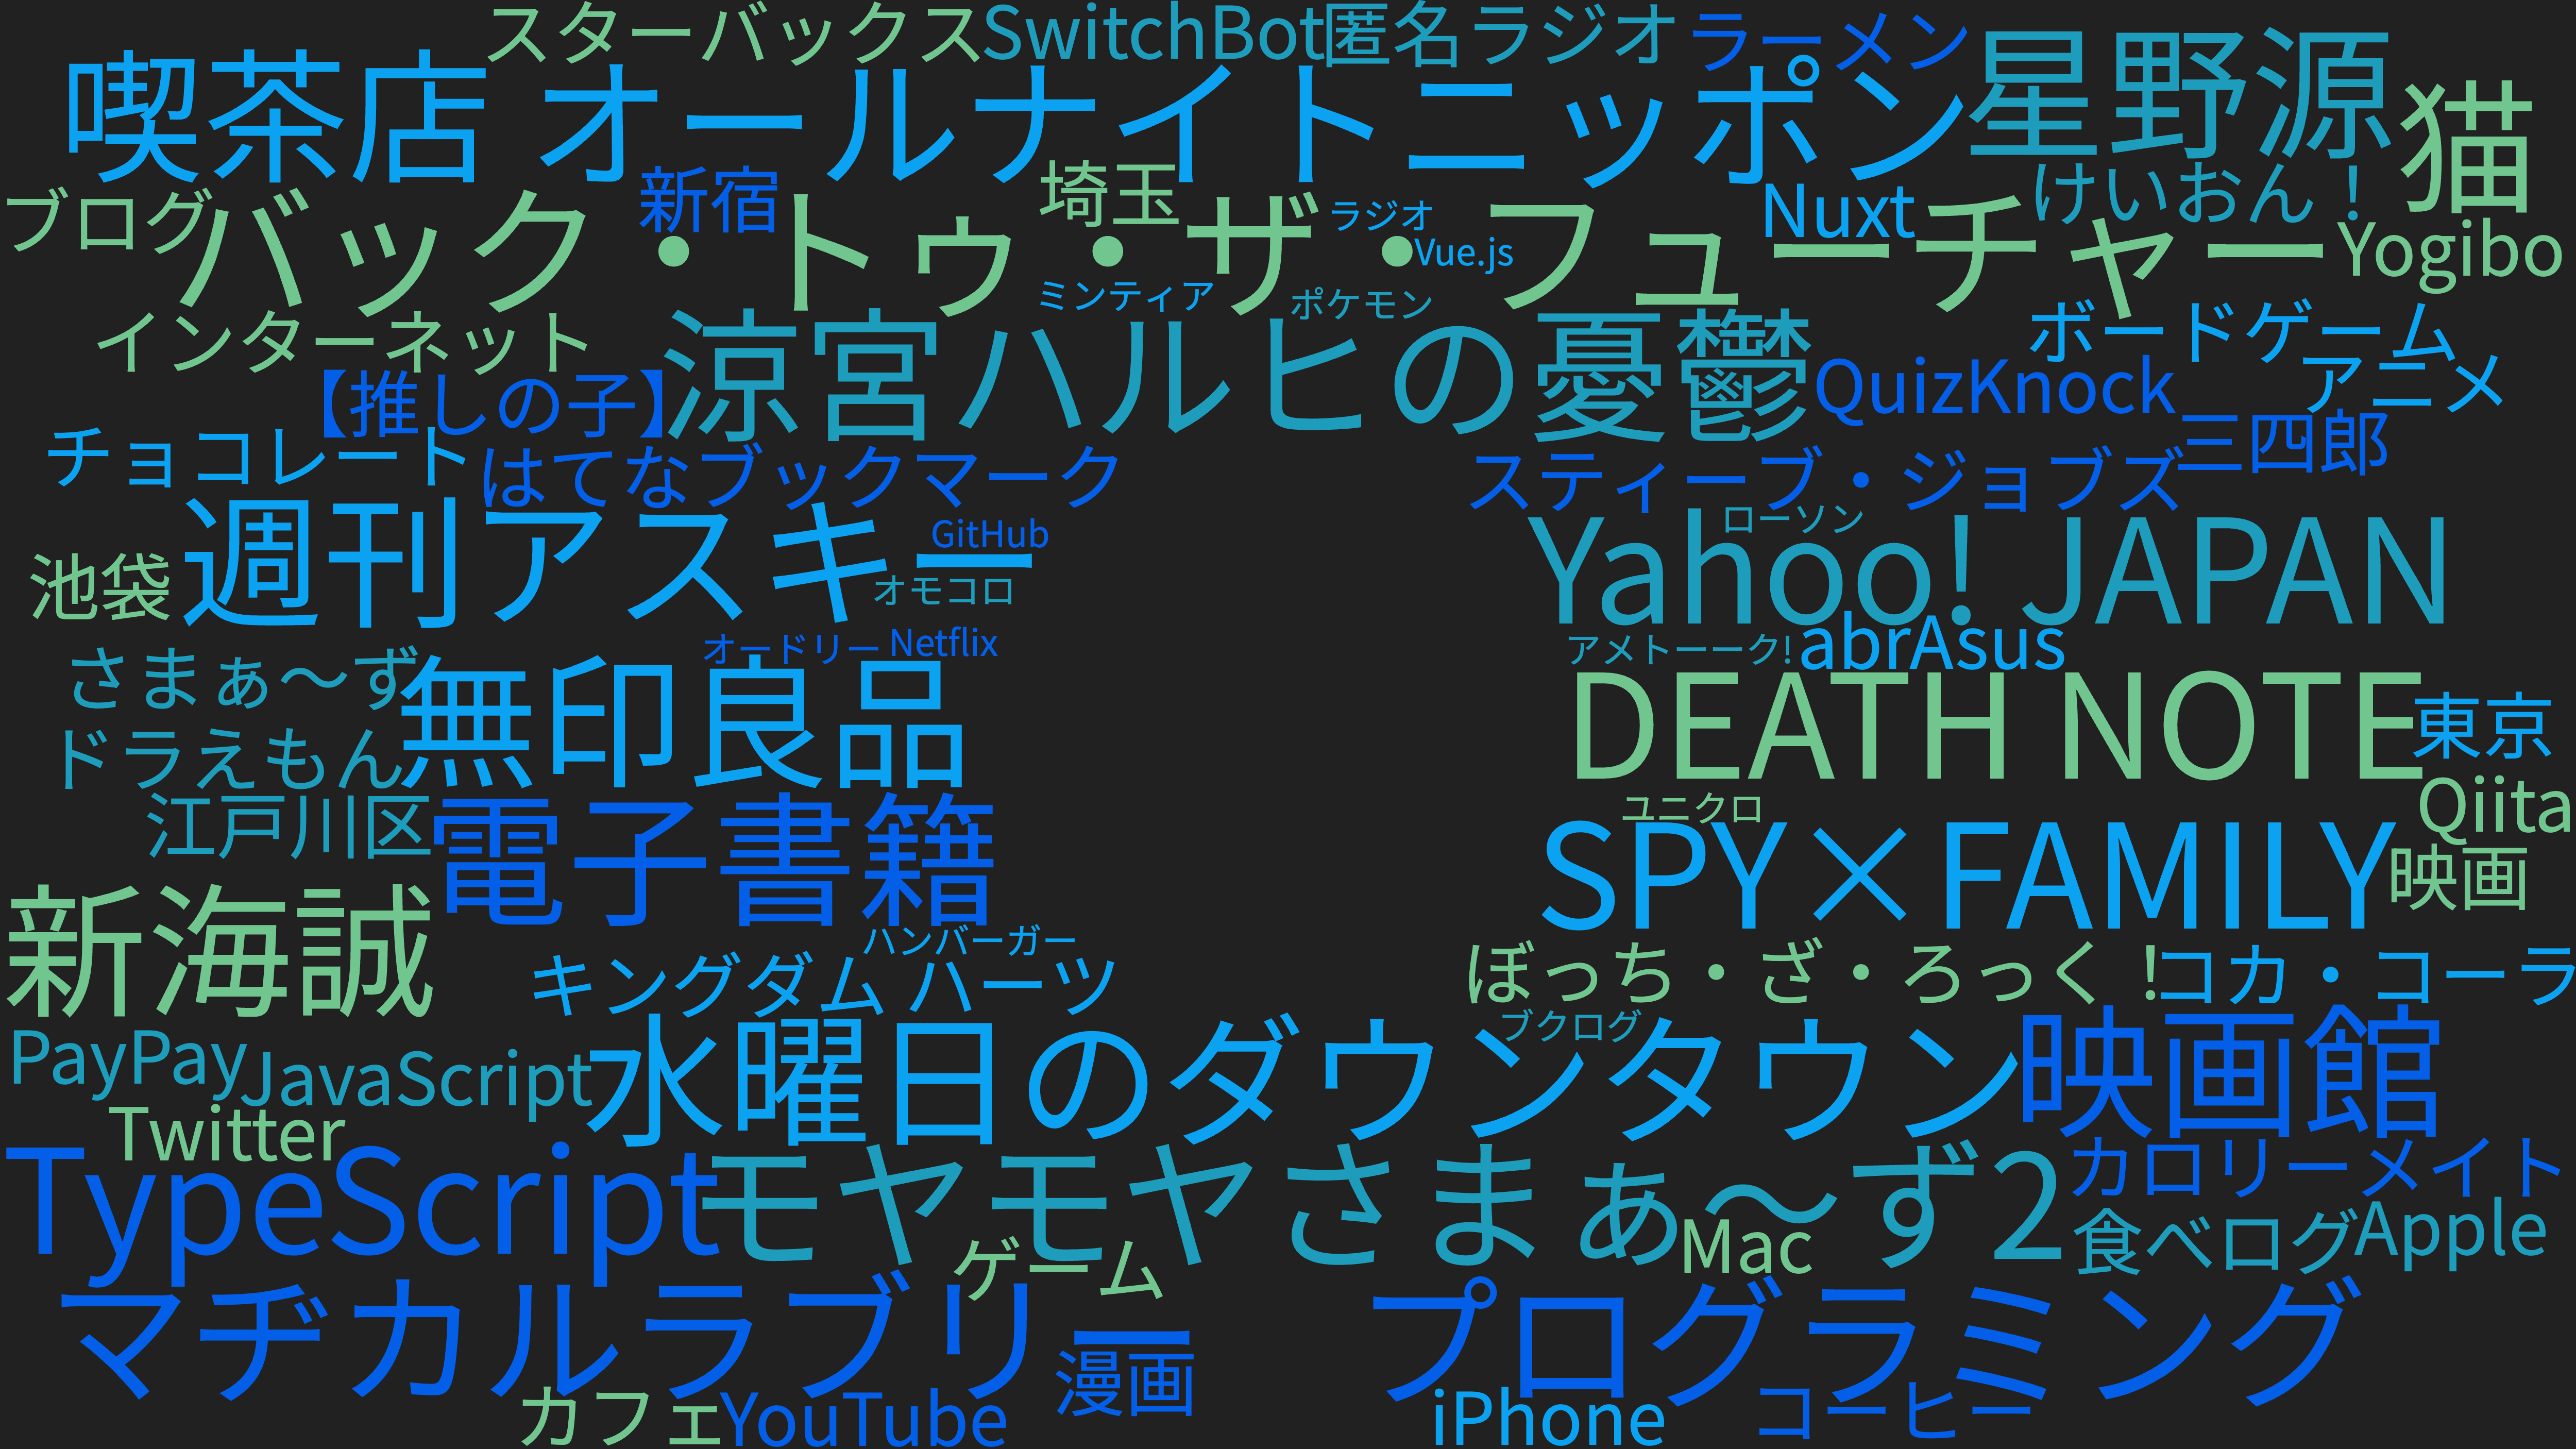 スターバックス
SwitchBot
匿名ラジオ
ラーメン
喫茶店
オールナイトニッポン
星野源
猫
ブログ
新宿
埼玉
ラジオ
Nuxt
けいおん!
バック・トゥ・ザ・フューチャー
Vue.js
Yogibo
ミンティア
ポケモン
インターネット
涼宮ハルヒの憂鬱
ボードゲーム
【推しの子】
QuizKnock
アニメ
チョコレート
はてなブックマーク
スティーブ・ジョブズ
三四郎
週刊アスキー
GitHub
ローソン
Yahoo! JAPAN
池袋
オモコロ
さまぁ〜ず
オードリー
Netflix
アメトーーク!
abrAsus
無印良品
DEATH NOTE
東京
ドラえもん
江戸川区
電子書籍
ユニクロ
Qiita
SPY×FAMILY
映画
新海誠
ハンバーガー
キングダム ハーツ
ぼっち・ざ・ろっく!
コカ・コーラ
PayPay
JavaScript
水曜日のダウンタウン
ブクログ
映画館
Twitter
TypeScript
モヤモヤさまぁ〜ず2
カロリーメイト
ゲーム
Mac
食べログ
Apple
マヂカルラブリー
プログラミング
漫画
カフェ
YouTube
iPhone
コーヒー